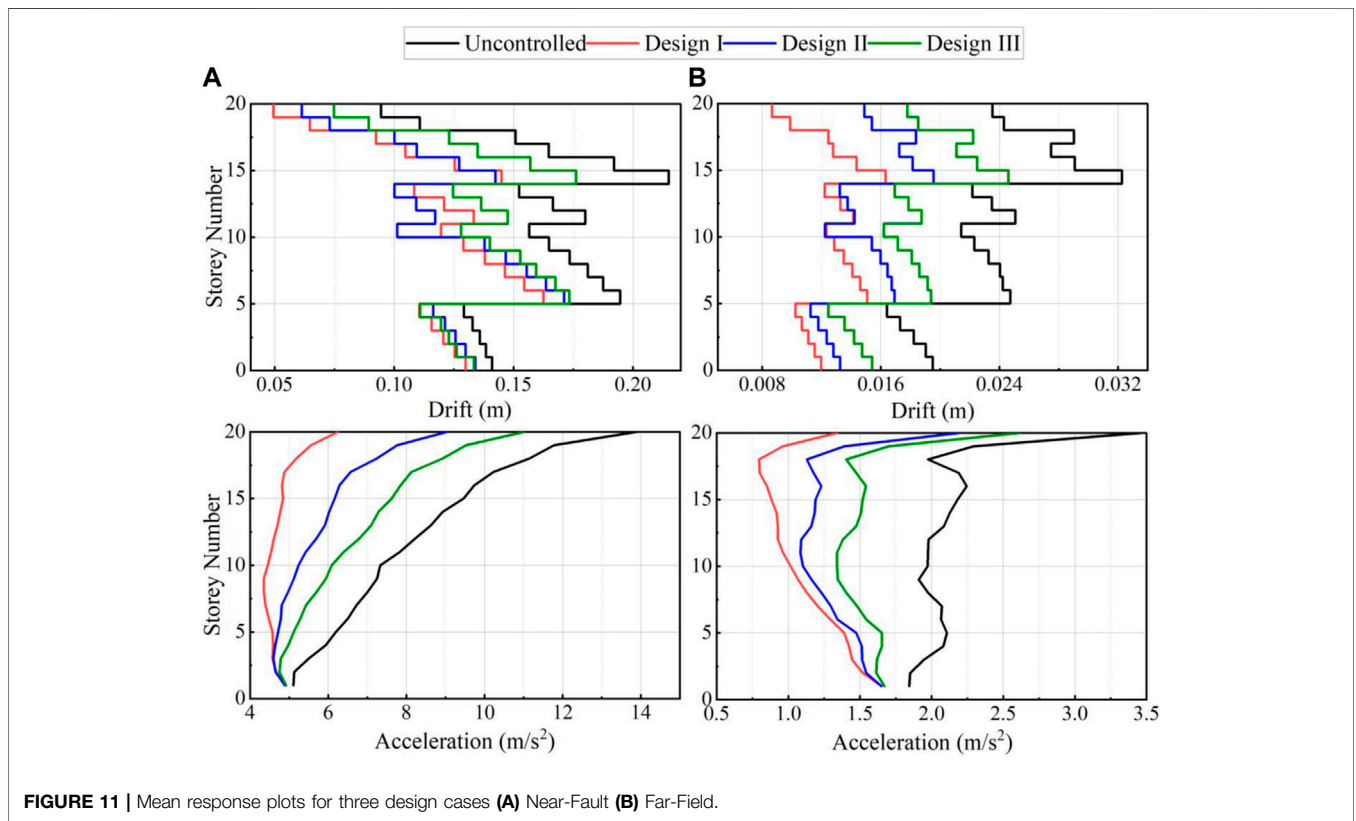 Uncontrolled Design I Design II Design III
A
B
20
15
10
5
0
Storey Number
0.05 0.10 0.15 0.20
Drift (m)
20
15
10
5
0
0.008 0.016 0.024 0.032
Drift (m)
20
15
10
5
0
Storey Number
4 6 8 10 12 14
Acceleration (m/s²)
20
15
10
5
0
0.5 1.0 1.5 2.0 2.5 3.0 3.5
Acceleration (m/s²)
FIGURE 11 | Mean response plots for three design cases (A) Near-Fault (B) Far-Field.